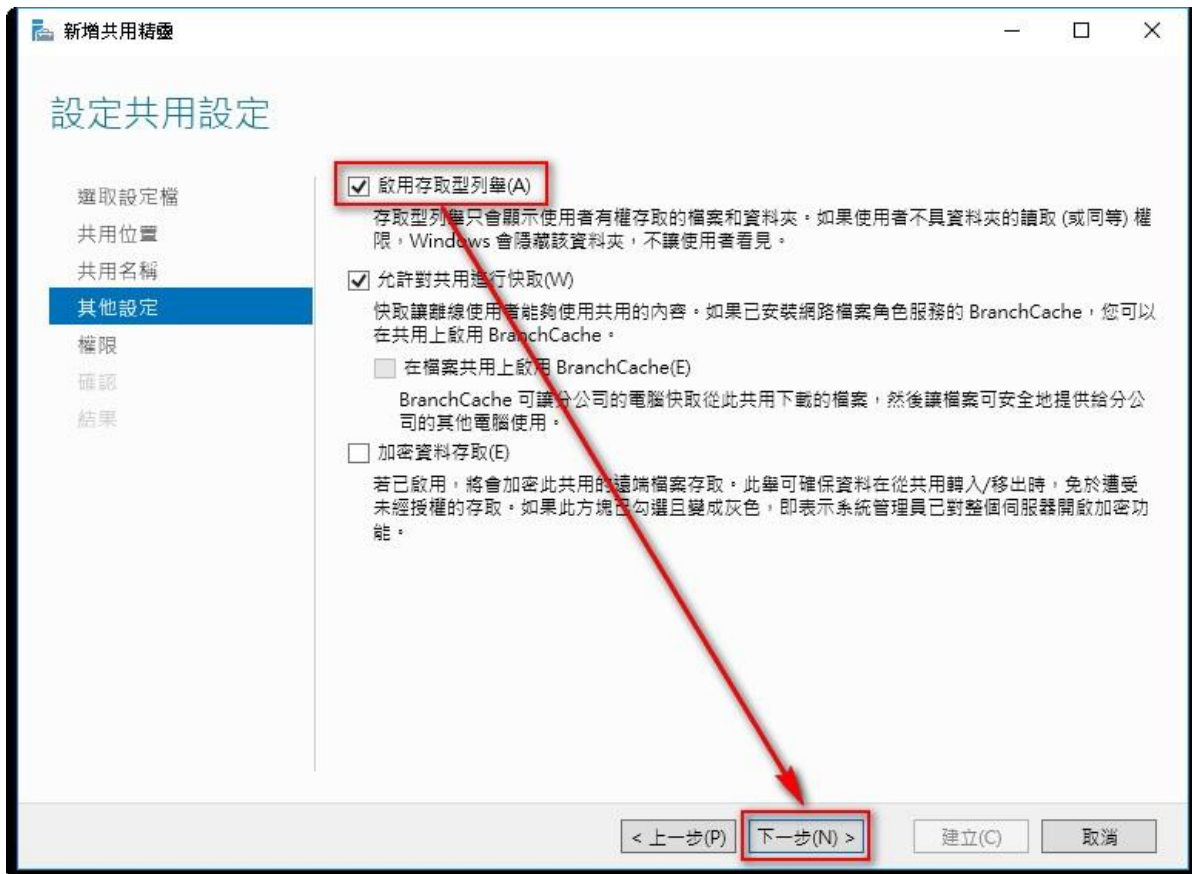 新增共用精靈
設定共用設定
選取設定檔
共用位置
共用名稱
其他設定
權限
確認
結果
啟用存取型列舉(A)
存取型列舉只會顯示使用者有權存取的檔案和資料夾。如果使用者不具資料夾的讀取 (或同等) 權
限，Windows 會隱藏該資料夾，不讓使用者看見。
允許對共用進行快取(W)
快取讓離線使用者能夠使用共用的內容。如果已安裝網路檔案角色服務的 BranchCache，您可以
在共用上啟用 BranchCache。
在檔案共用上啟用 BranchCache(E)
BranchCache 可讓分公司的電腦快取從此共用下載的檔案，然後讓檔案可安全地提供給分公
司的其他電腦使用。
加密資料存取(E)
若已啟用，將會加密此共用的遠端檔案存取。此舉可確保資料在從共用轉入/移出時，免於遭受
未經授權的存取。如果此方塊已勾選且變成灰色，即表示系統管理員已對整個伺服器開啟加密功
能。
< 上一步(P)
下一步(N) >
建立(C)
取消